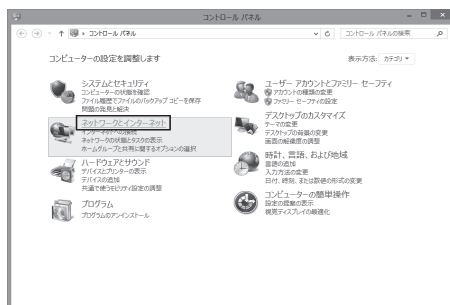 コントロール パネル
コントロール パネル
コントロール パネルの検索
コンピューターの設定を調整します
表示方法: カテゴリ
システムとセキュリティ
コンピューターの状態を確認
ファイル履歴でファイルのバックアップ コピーを保存
問題の発見と解決
ネットワークとインターネット
インターネットへの接続
ネットワークの状態とタスクの表示
ホームグループと共有に関するオプションの選択
ハードウェアとサウンド
デバイスとプリンターの表示
デバイスの追加
共通で使うモビリティ設定の調整
プログラム
プログラムのアンインストール
ユーザー アカウントとファミリー セーフティ
アカウントの種類の変更
ファミリー セーフティの設定
デスクトップのカスタマイズ
テーマの変更
デスクトップの背景の変更
画面の解像度の調整
時計、言語、および地域
言語の追加
入力方法の変更
日付、時刻、または数値の形式の変更
コンピューターの簡単操作
設定の提案の表示
視覚ディスプレイの最適化